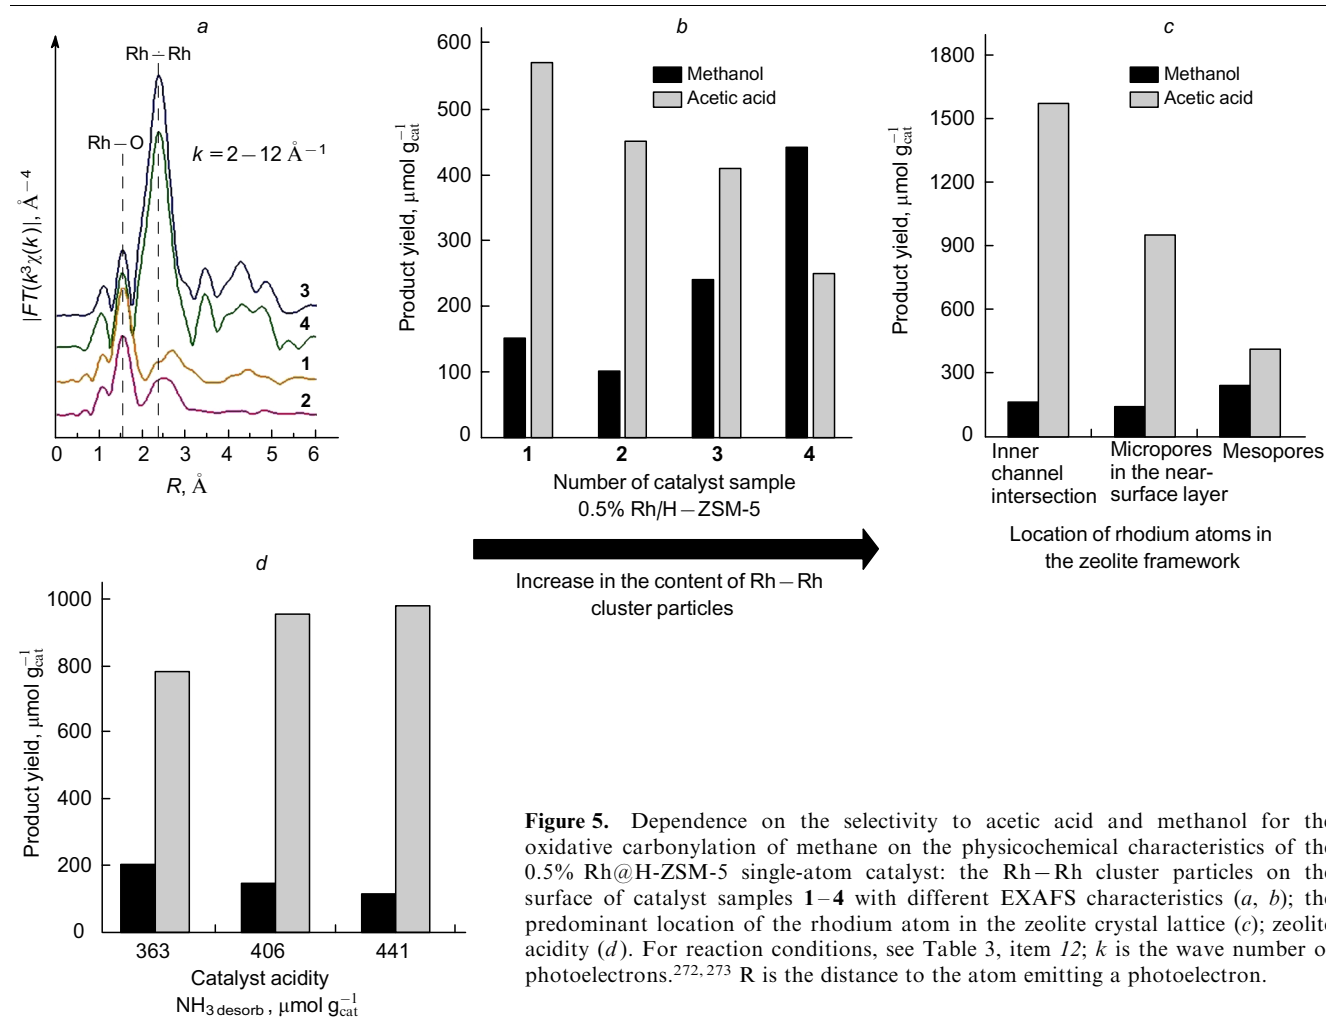 a
Rh – Rh
Rh – O
k = 2 – 12 Å−1
|FT(k3χ(k)|, Å−4
3
4
1
2
0 1 2 3 4 5 6
R, Å
b
Product yield, μmol g−1cat
600
500
400
300
200
100
0
Methanol
Acetic acid
1 2 3 4
Number of catalyst sample
0.5% Rh/H – ZSM-5
Increase in the content of Rh – Rh
cluster particles
c
Product yield, μmol g−1cat
1800
1500
1200
900
600
300
0
Methanol
Acetic acid
Inner
channel
intersection
Micropores
in the near-
surface layer
Mesopores
Location of rhodium atoms in
the zeolite framework
d
Product yield, μmol g−1cat
1000
800
600
400
200
0
363 406 441
Catalyst acidity
NH3 desorb, μmol g−1cat
Figure 5. Dependence on the selectivity to acetic acid and methanol for the
oxidative carbonylation of methane on the physicochemical characteristics of the
0.5% Rh@H-ZSM-5 single-atom catalyst: the Rh – Rh cluster particles on the
surface of catalyst samples 1 – 4 with different EXAFS characteristics (a, b); the
predominant location of the rhodium atom in the zeolite crystal lattice (c); zeolite
acidity (d). For reaction conditions, see Table 3, item 12; k is the wave number o
photoelectrons.272, 273 R is the distance to the atom emitting a photoelectron.